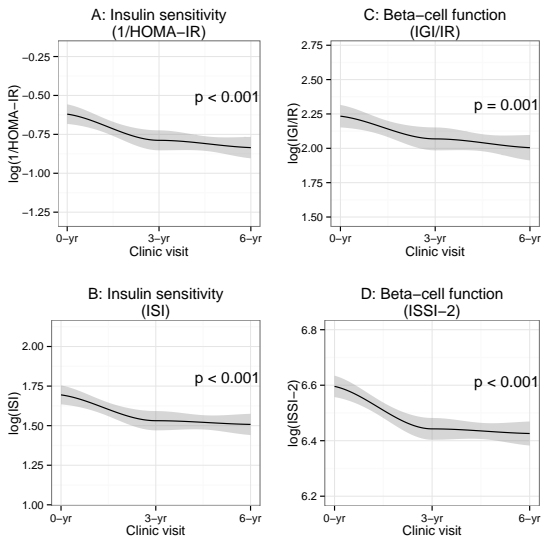 A: Insulin sensitivity
(1/HOMA−IR)
log(1/HOMA−IR)
−0.25
−0.50
−0.75
−1.00
−1.25
p < 0.001
0−yr 3−yr 6−yr
Clinic visit
C: Beta−cell function
(IGI/IR)
log(IGI/IR)
2.75
2.50
2.25
2.00
1.75
1.50
p = 0.001
0−yr 3−yr 6−yr
Clinic visit
B: Insulin sensitivity
(ISI)
log(ISI)
2.00
1.75
1.50
1.25
1.00
p < 0.001
0−yr 3−yr 6−yr
Clinic visit
D: Beta−cell function
(ISSI−2)
log(ISSI−2)
6.8
6.6
6.4
6.2
p < 0.001
0−yr 3−yr 6−yr
Clinic visit